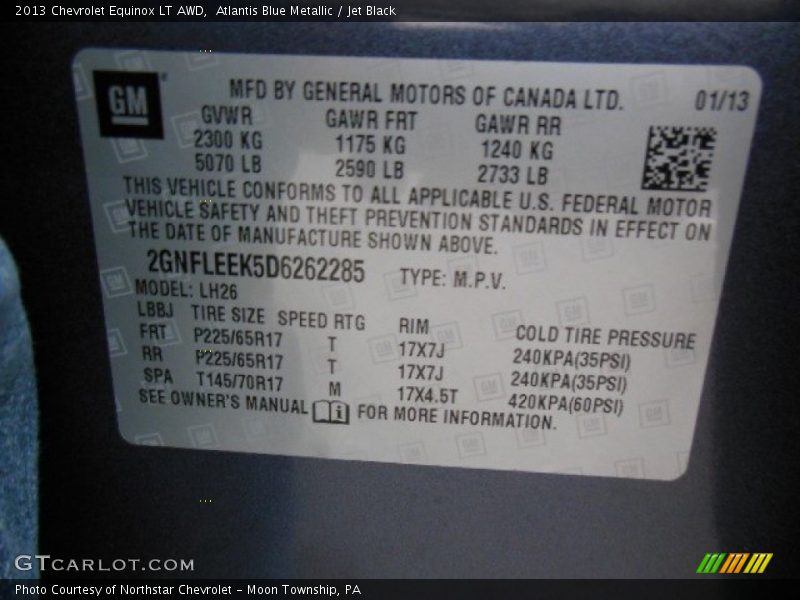 2013 Chevrolet Equinox LT AWD,  Atlantis Blue Metallic / Jet Black
GM
MFD BY GENERAL MOTORS OF CANADA LTD. 01/13
GVWR GAWR FRT GAWR RR
2300 KG 1175 KG 1240 KG
5070 LB 2590 LB 2733 LB
THIS VEHICLE CONFORMS TO ALL APPLICABLE U.S. FEDERAL MOTOR
VEHICLE SAFETY AND THEFT PREVENTION STANDARDS IN EFFECT ON
THE DATE OF MANUFACTURE SHOWN ABOVE.
2GNFLEEK5D6262285 TYPE: M.P.V.
MODEL: LH26
LBBJ TIRE SIZE SPEED RTG RIM COLD TIRE PRESSURE
FRT P225/65R17 T 17X7J 240KPA(35PSI)
RR P225/65R17 T 17X7J 240KPA(35PSI)
SPA T145/70R17 M 17X4.5T 420KPA(60PSI)
SEE OWNER'S MANUAL i FOR MORE INFORMATION.
GTCARLOT.COM
Photo Courtesy of Northstar Chevrolet - Moon Township, PA